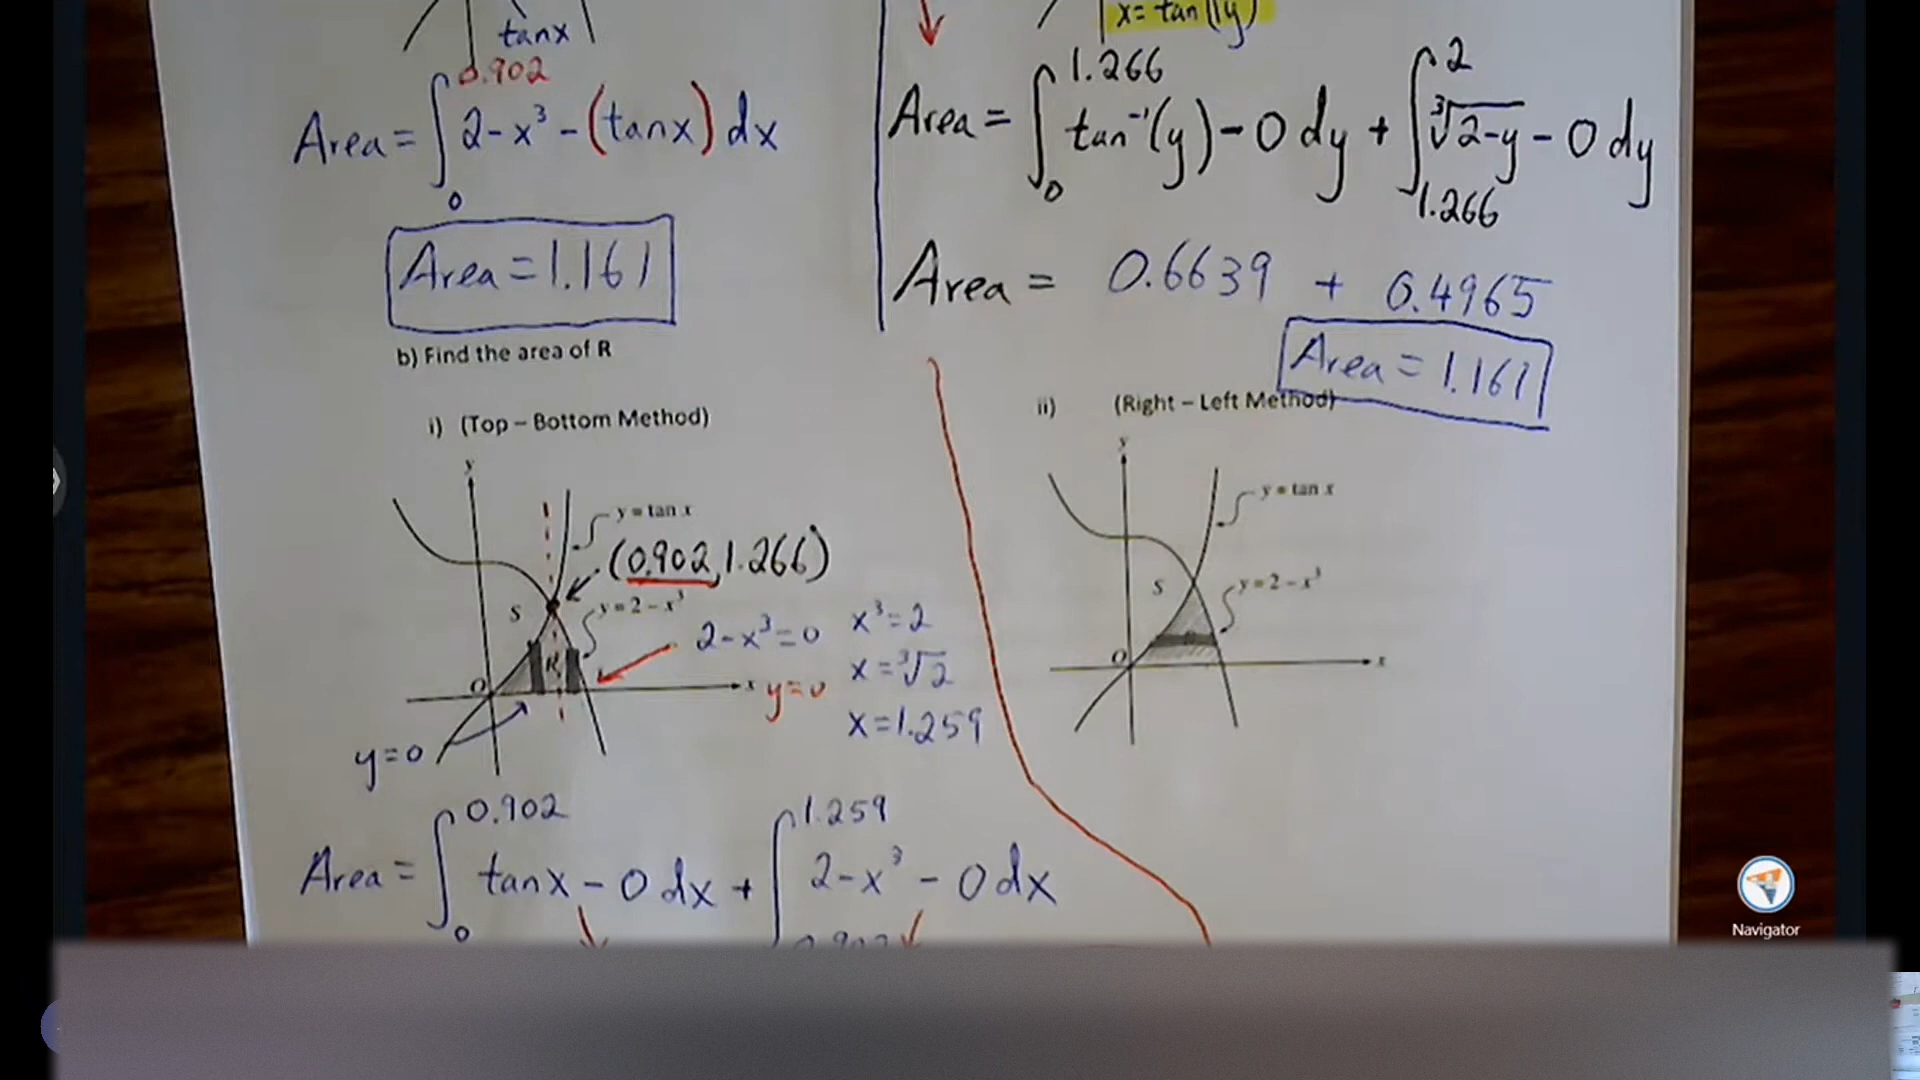 tanx
x = tan⁻¹(y)
0.902
Area = ∫ 2 - x³ - (tanx) dx
0
Area = 1.161
1.266 2
Area = ∫ tan⁻¹(y) - 0 dy + ∫ ∛2-y - 0 dy
0 1.266
Area = 0.6639 + 0.4965
Area = 1.161
b) Find the area of R
i) (Top – Bottom Method)
y
y = tan x
(0.902, 1.266)
S
y = 2 – x³
2 - x³ = 0
x³ = 2
R
x = ∛2
O
x
y = 0
x = 1.259
y = 0
0.902 1.259
Area = ∫ tanx - 0 dx + ∫ 2 - x³ - 0 dx
0 0.902
ii) (Right – Left Method)
y
y = tan x
S
y = 2 – x³
O
x
Navigator